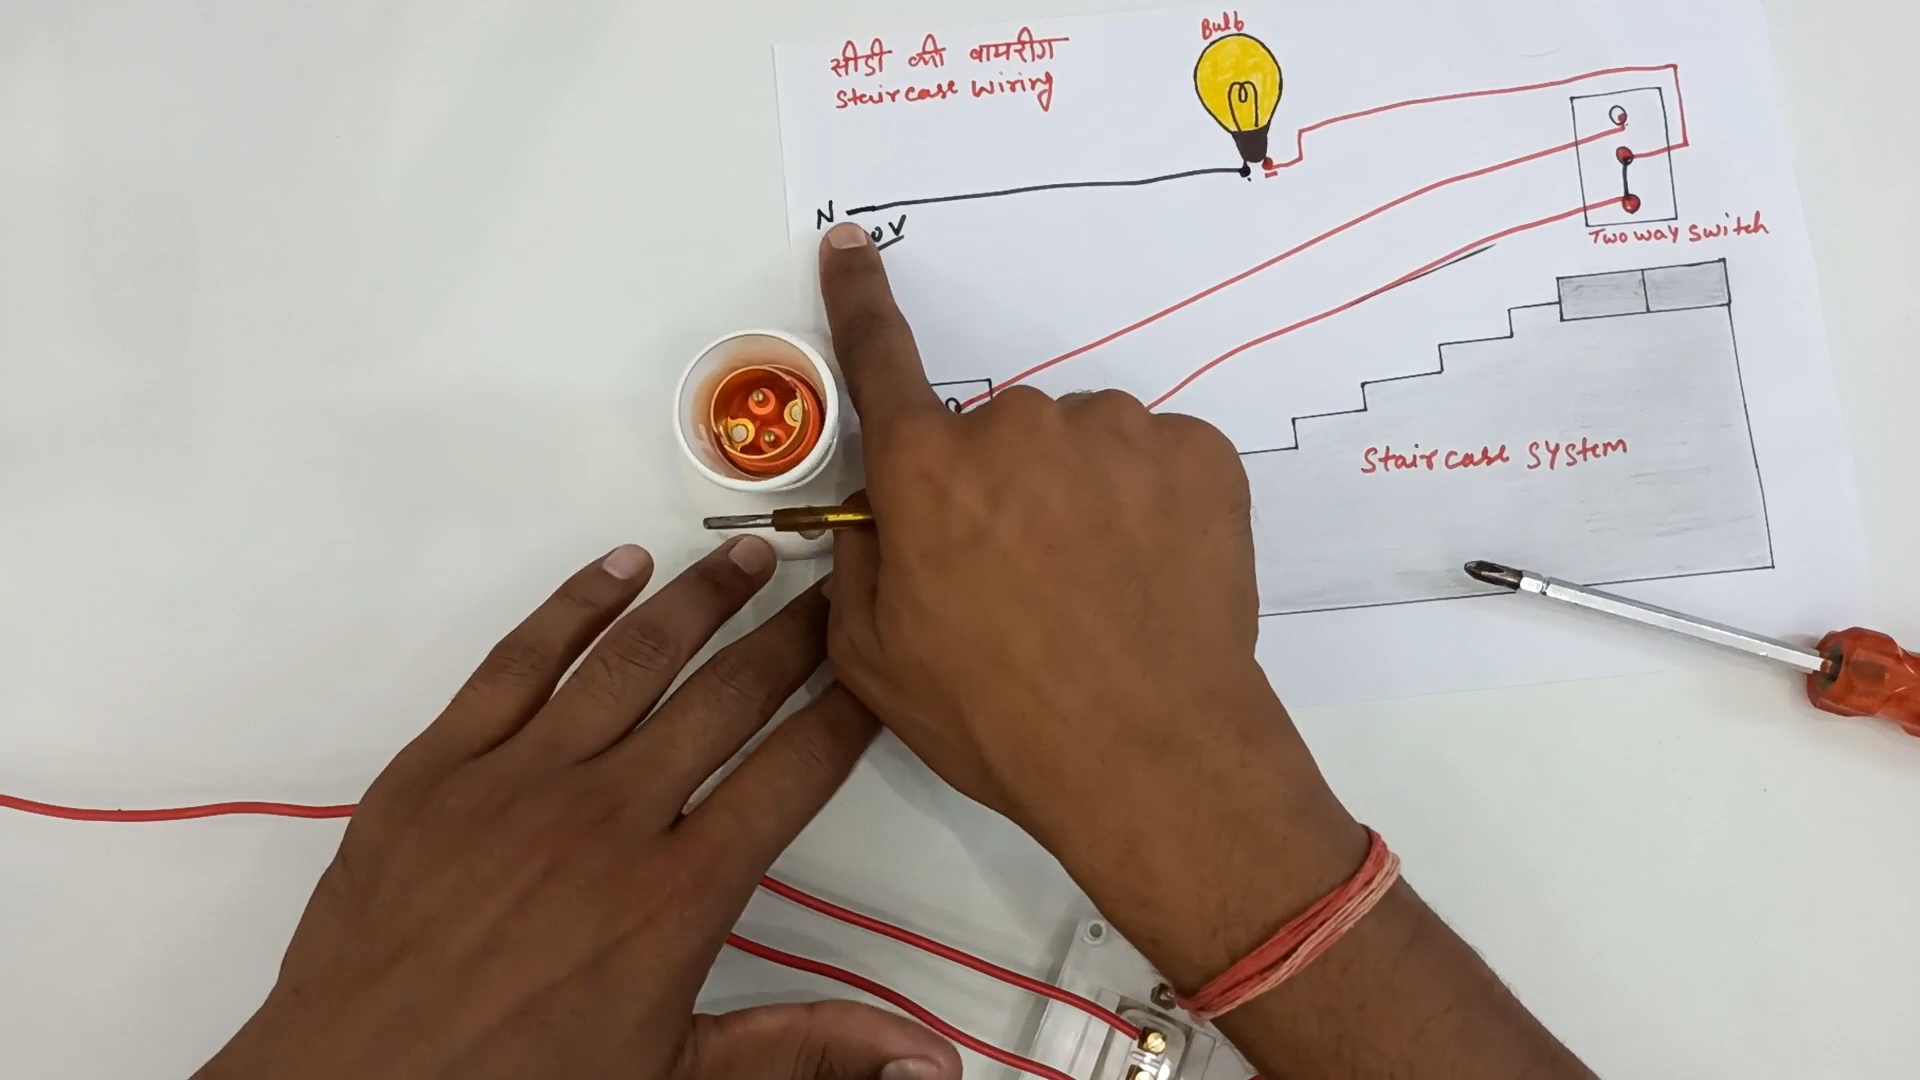 सीडी की वायरींग
Staircase wiring
Bulb
N
Two way switch
Staircase system